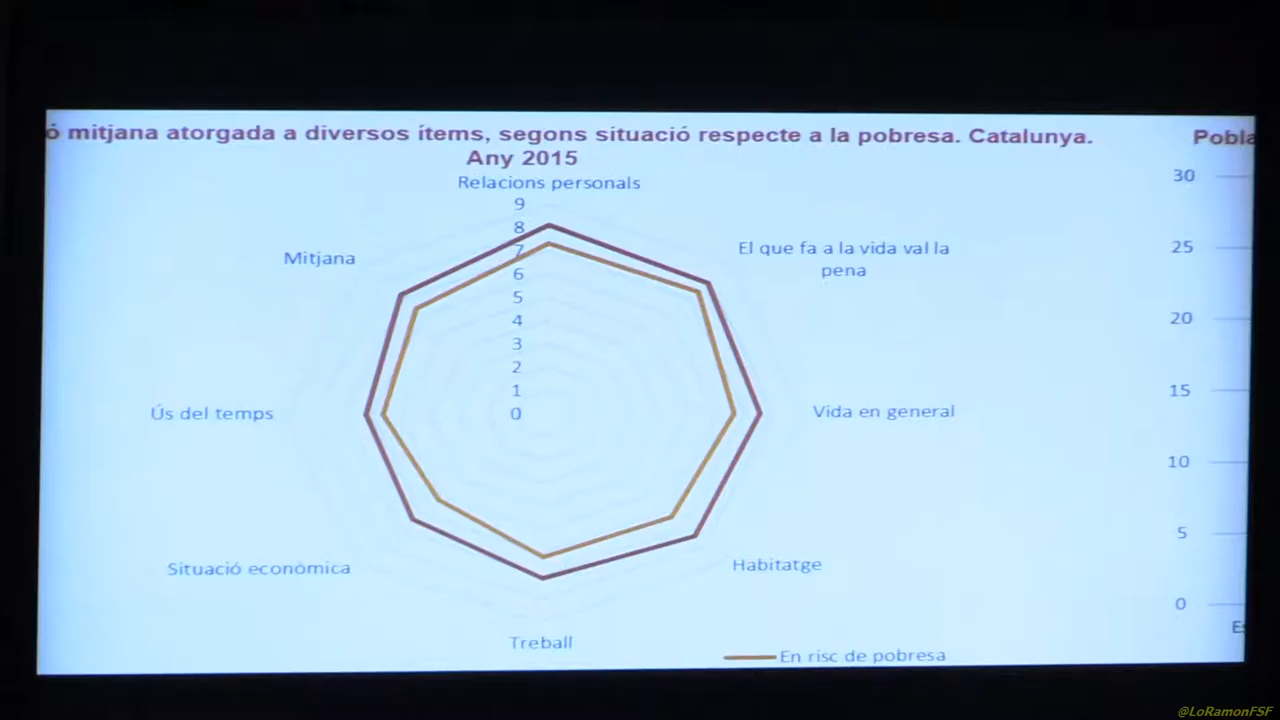 ó mitjana atorgada a diversos ítems, segons situació respecte a la pobresa. Catalunya.
Any 2015
Relacions personals
9
8
7
6
5
4
3
2
1
0
El que fa a la vida val la
pena
Vida en general
Habitatge
Treball
Situació econòmica
Ús del temps
Mitjana
En risc de pobresa
Pobla
30
25
20
15
10
5
0
E
@LoRamonFSF